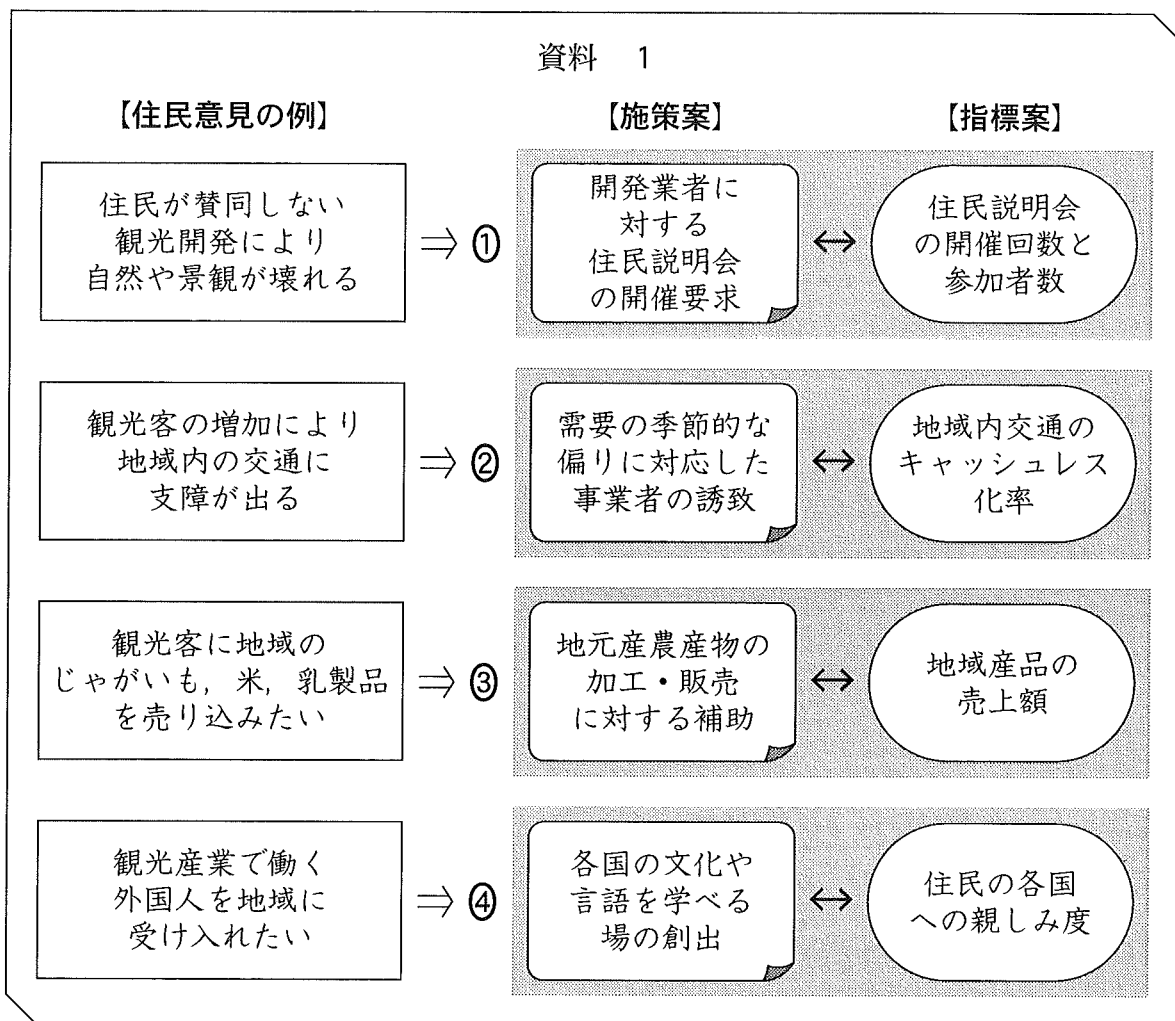 資料 1
【住民意見の例】 【施策案】 【指標案】
住民が賛同しない
観光開発により
自然や景観が壊れる
⇒ ①
開発業者に
対する
住民説明会
の開催要求
↔
住民説明会
の開催回数と
参加者数
観光客の増加により
地域内の交通に
支障が出る
⇒ ②
需要の季節的な
偏りに対応した
事業者の誘致
↔
地域内交通の
キャッシュレス
化率
観光客に地域の
じゃがいも,米,乳製品
を売り込みたい
⇒ ③
地元産農産物の
加工・販売
に対する補助
↔
地域産品の
売上額
観光産業で働く
外国人を地域に
受け入れたい
⇒ ④
各国の文化や
言語を学べる
場の創出
↔
住民の各国
への親しみ度